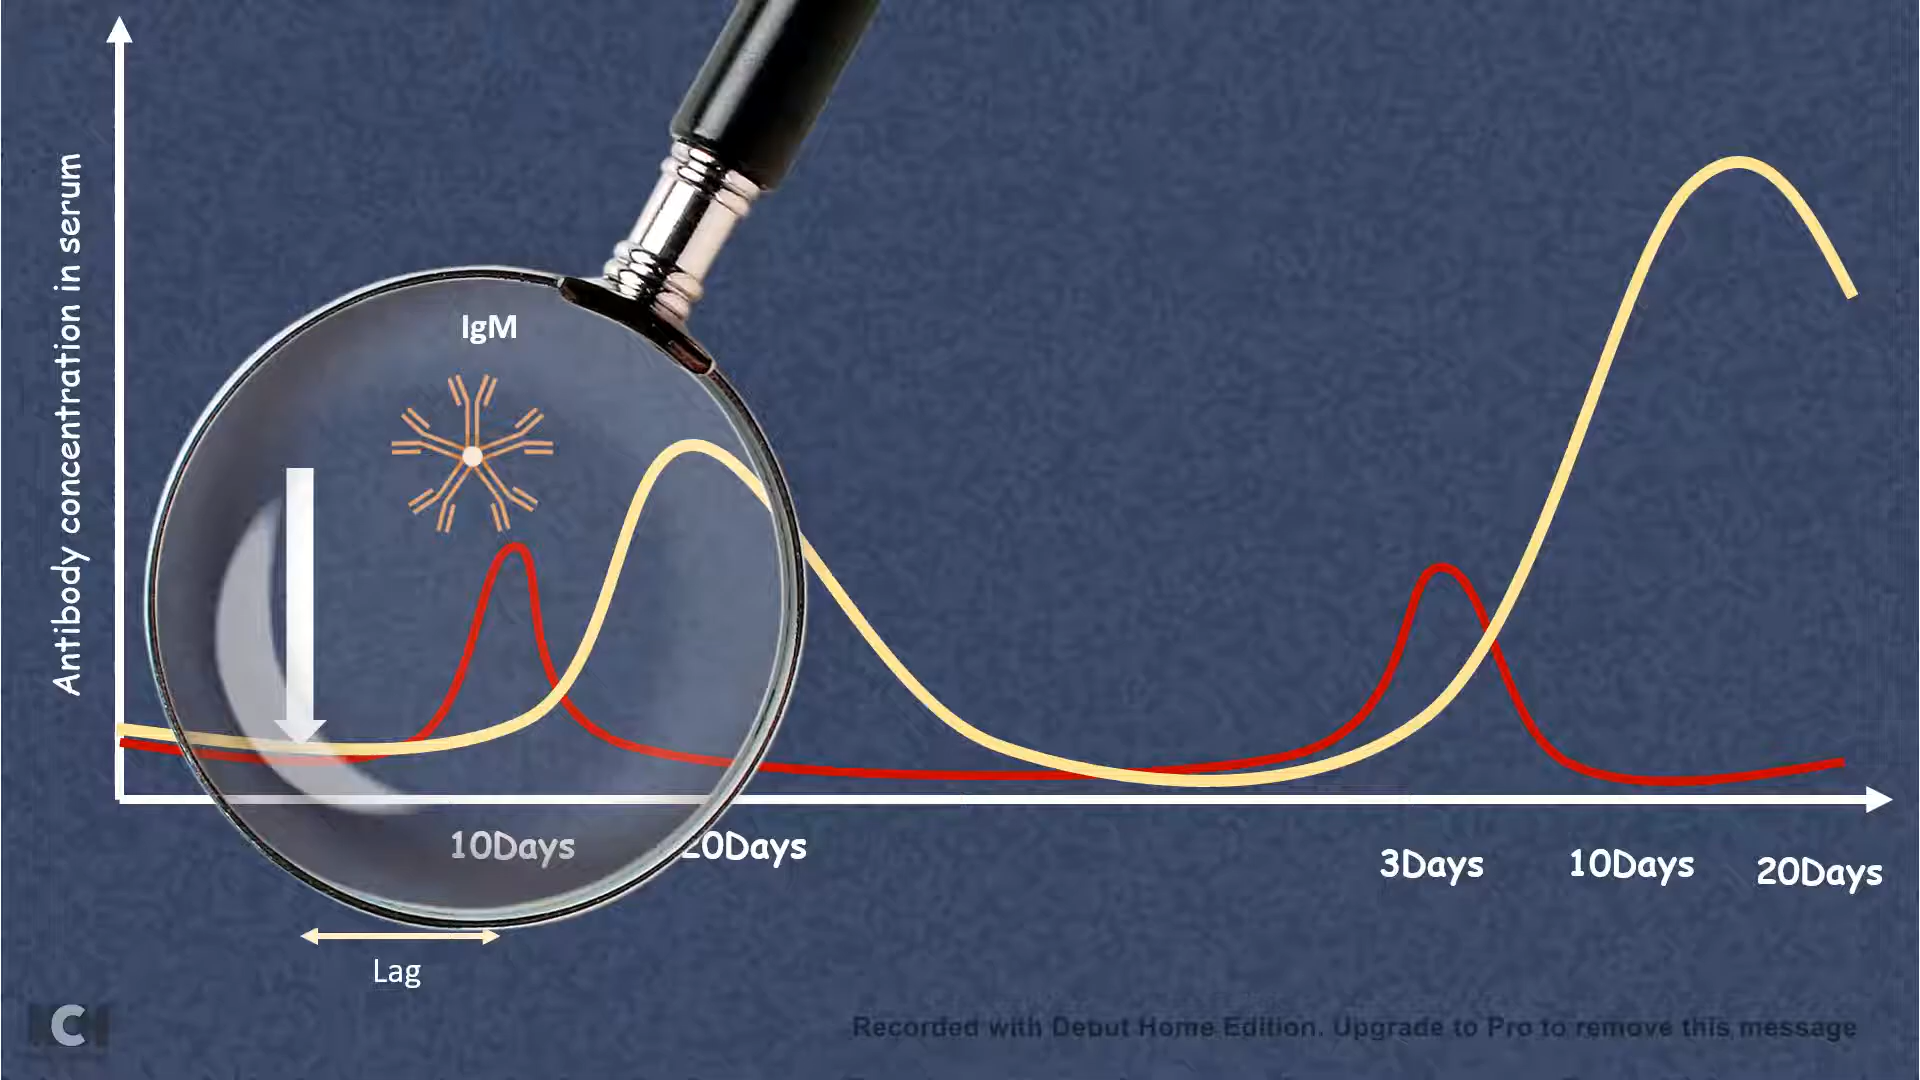 Antibody concentration in serum
IgM
10Days
20Days
3Days
10Days
20Days
Lag
C
Recorded with Debut Home Edition. Upgrade to Pro to remove this message